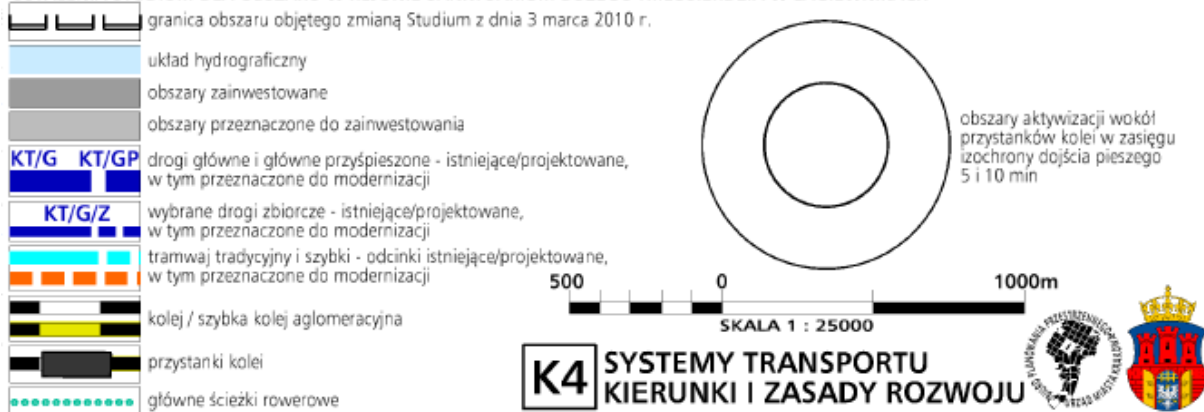 granica obszaru objętego zmianą Studium z dnia 3 marca 2010 r.
układ hydrograficzny
obszary zainwestowane
obszary przeznaczone do zainwestowania
KT/G KT/GP
drogi główne i główne przyśpieszone - istniejące/projektowane,
w tym przeznaczone do modernizacji
KT/G/Z
wybrane drogi zbiorcze - istniejące/projektowane,
w tym przeznaczone do modernizacji
tramwaj tradycyjny i szybki - odcinki istniejące/projektowane,
w tym przeznaczone do modernizacji
kolej / szybka kolej aglomeracyjna
przystanki kolei
główne ścieżki rowerowe
obszary aktywizacji wokół
przystanków kolei w zasięgu
izochrony dojścia pieszego
5 i 10 min
500 0 1000m
SKALA 1 : 25000
K4 SYSTEMY TRANSPORTU
KIERUNKI I ZASADY ROZWOJU